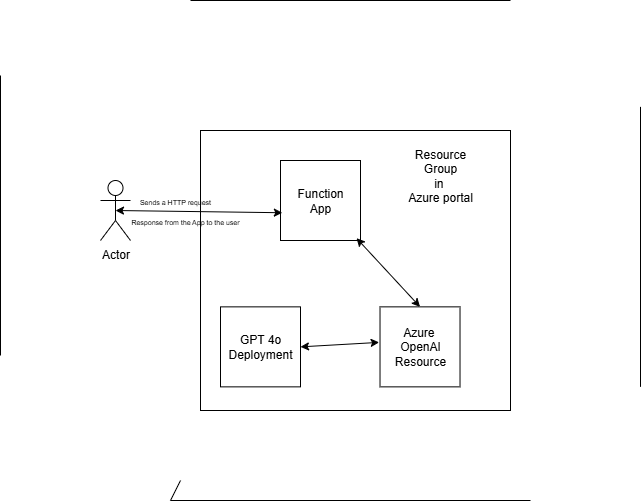 Resource
Group
in
Azure portal
Function
App
Sends a HTTP request
Response from the App to the user
Actor
GPT 4o
Deployment
Azure
OpenAI
Resource